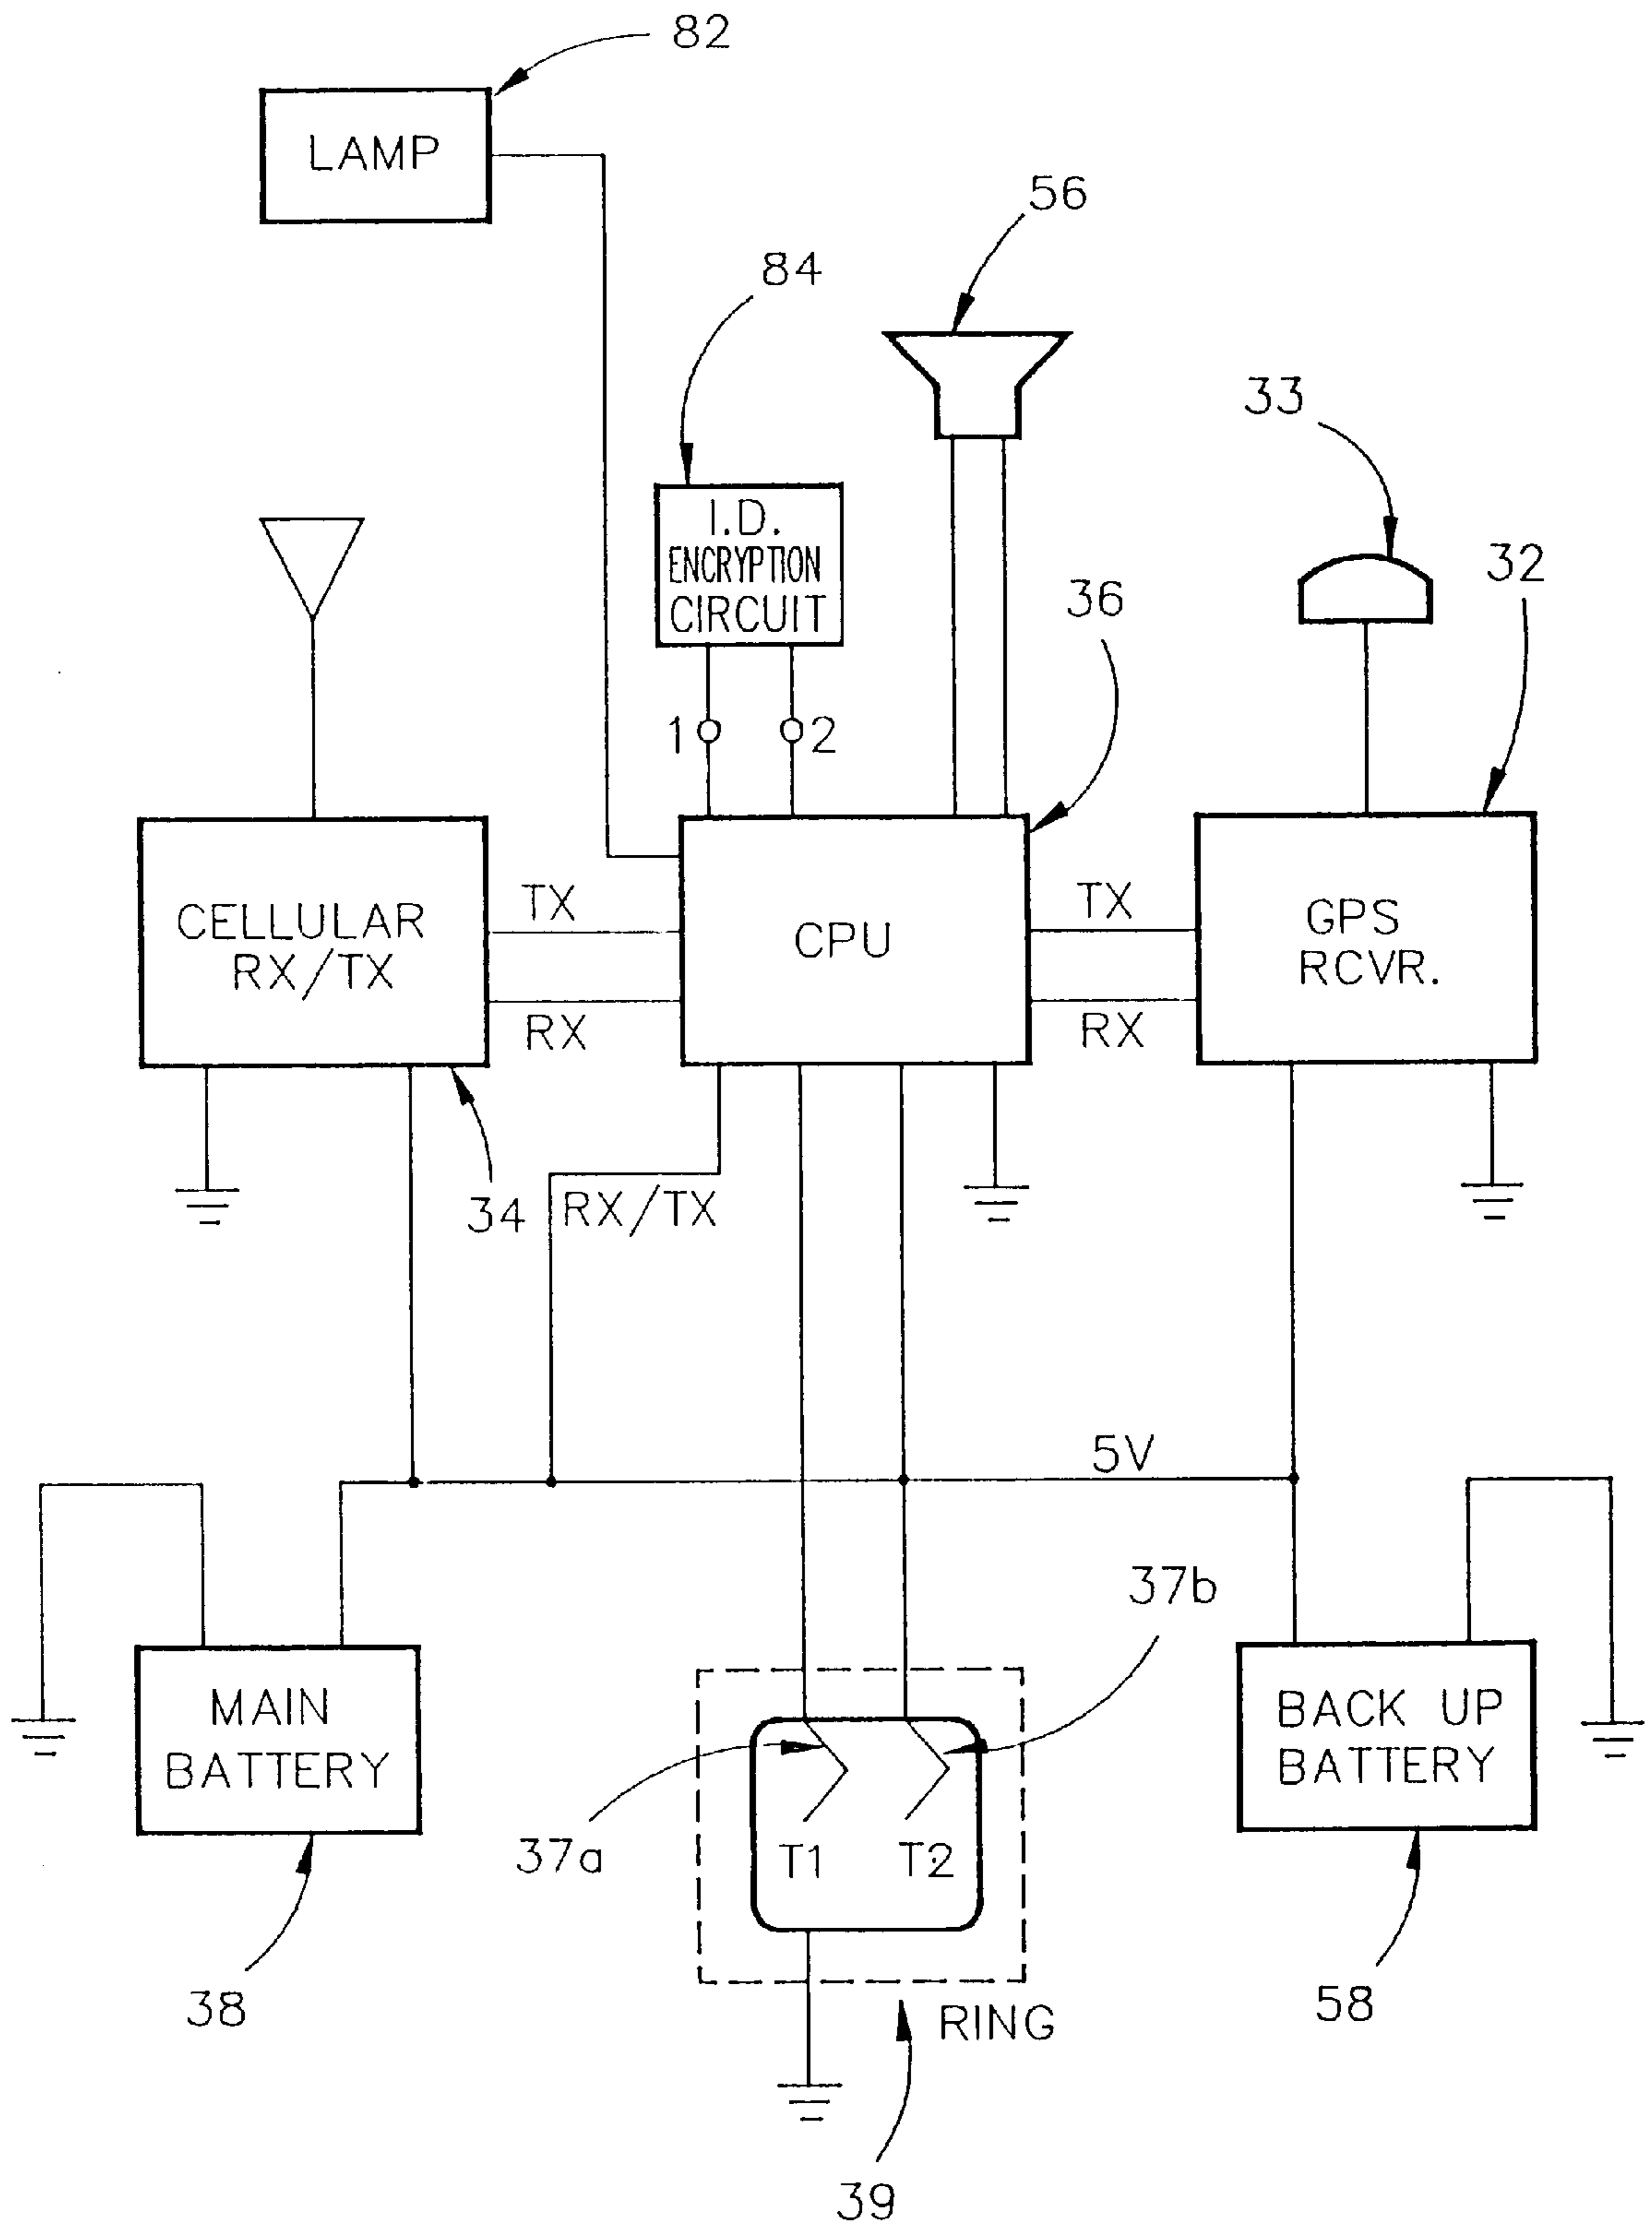 82
LAMP
56
84
33
I.D.
ENCRYPTION
CIRCUIT
32
36
1
2
CELLULAR
RX/TX
TX
RX
CPU
TX
RX
GPS
RCVR.
34
RX/TX
5V
37b
MAIN
BATTERY
BACK UP
BATTERY
37a
T1
T2
38
58
RING
39